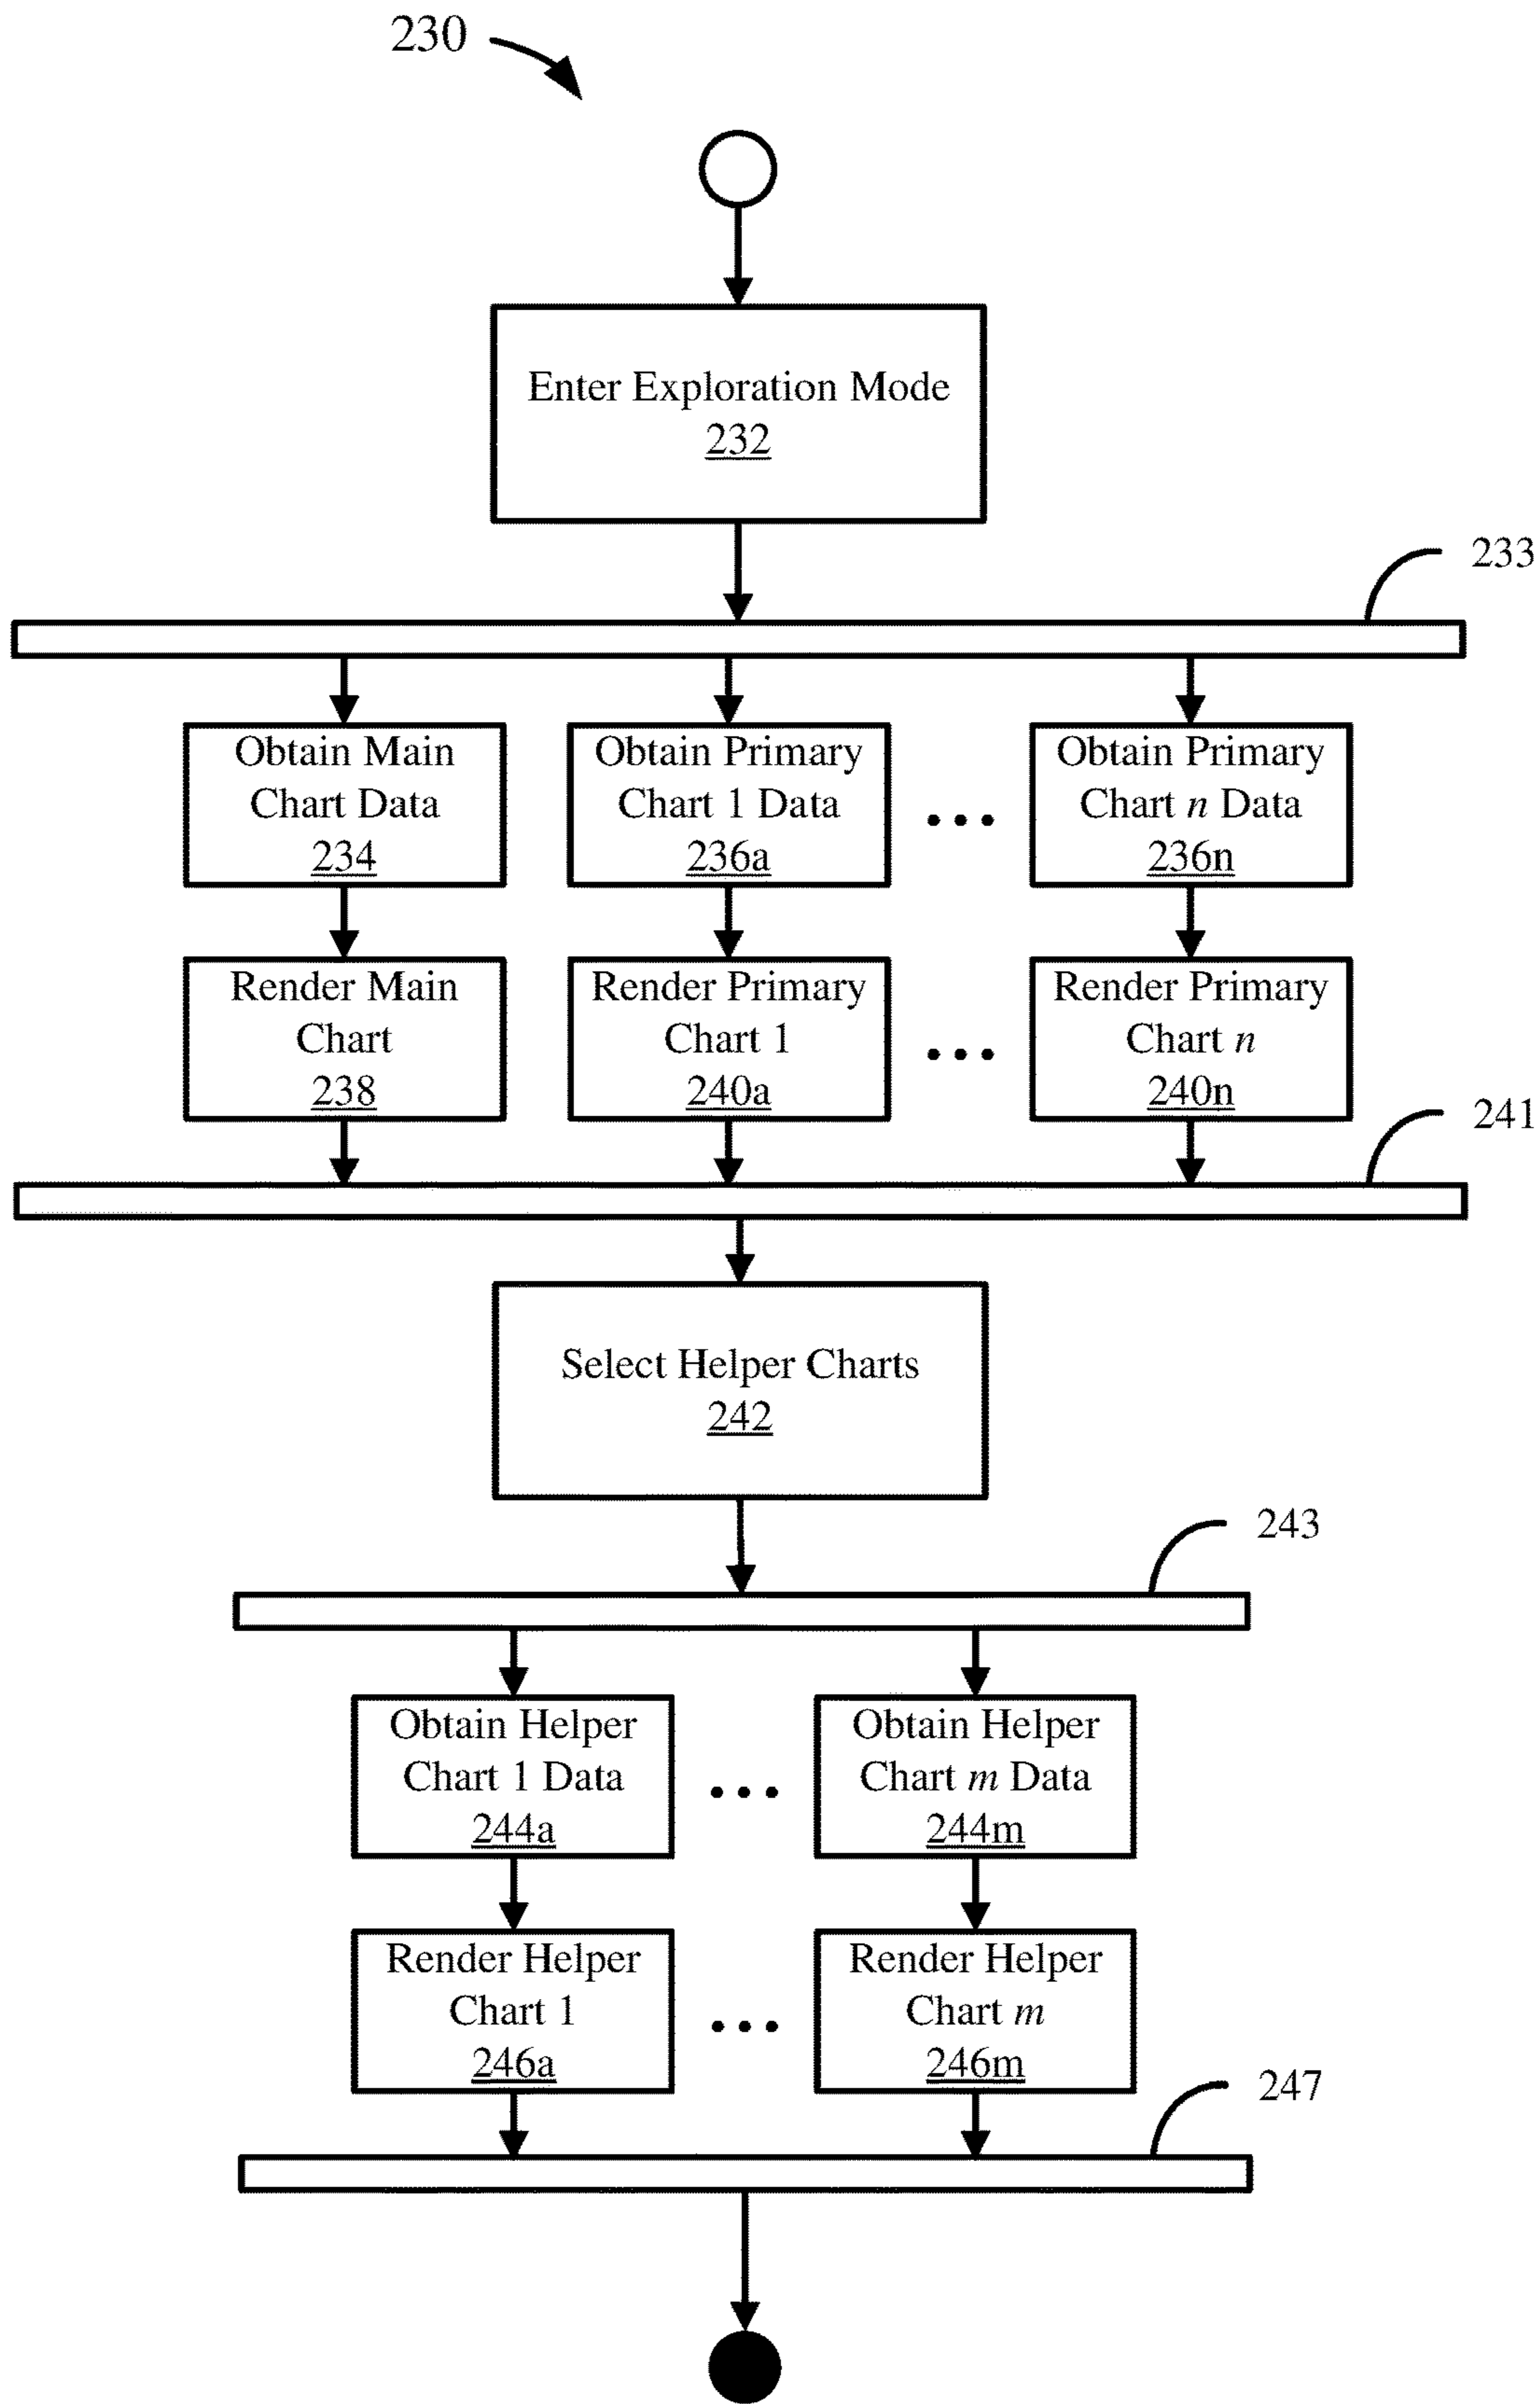 230
Enter Exploration Mode
232
233
Obtain Main
Chart Data
234
Obtain Primary
Chart 1 Data
236a
Obtain Primary
Chart n Data
236n
Render Main
Chart
238
Render Primary
Chart 1
240a
Render Primary
Chart n
240n
241
Select Helper Charts
242
243
Obtain Helper
Chart 1 Data
244a
Obtain Helper
Chart m Data
244m
Render Helper
Chart 1
246a
Render Helper
Chart m
246m
247